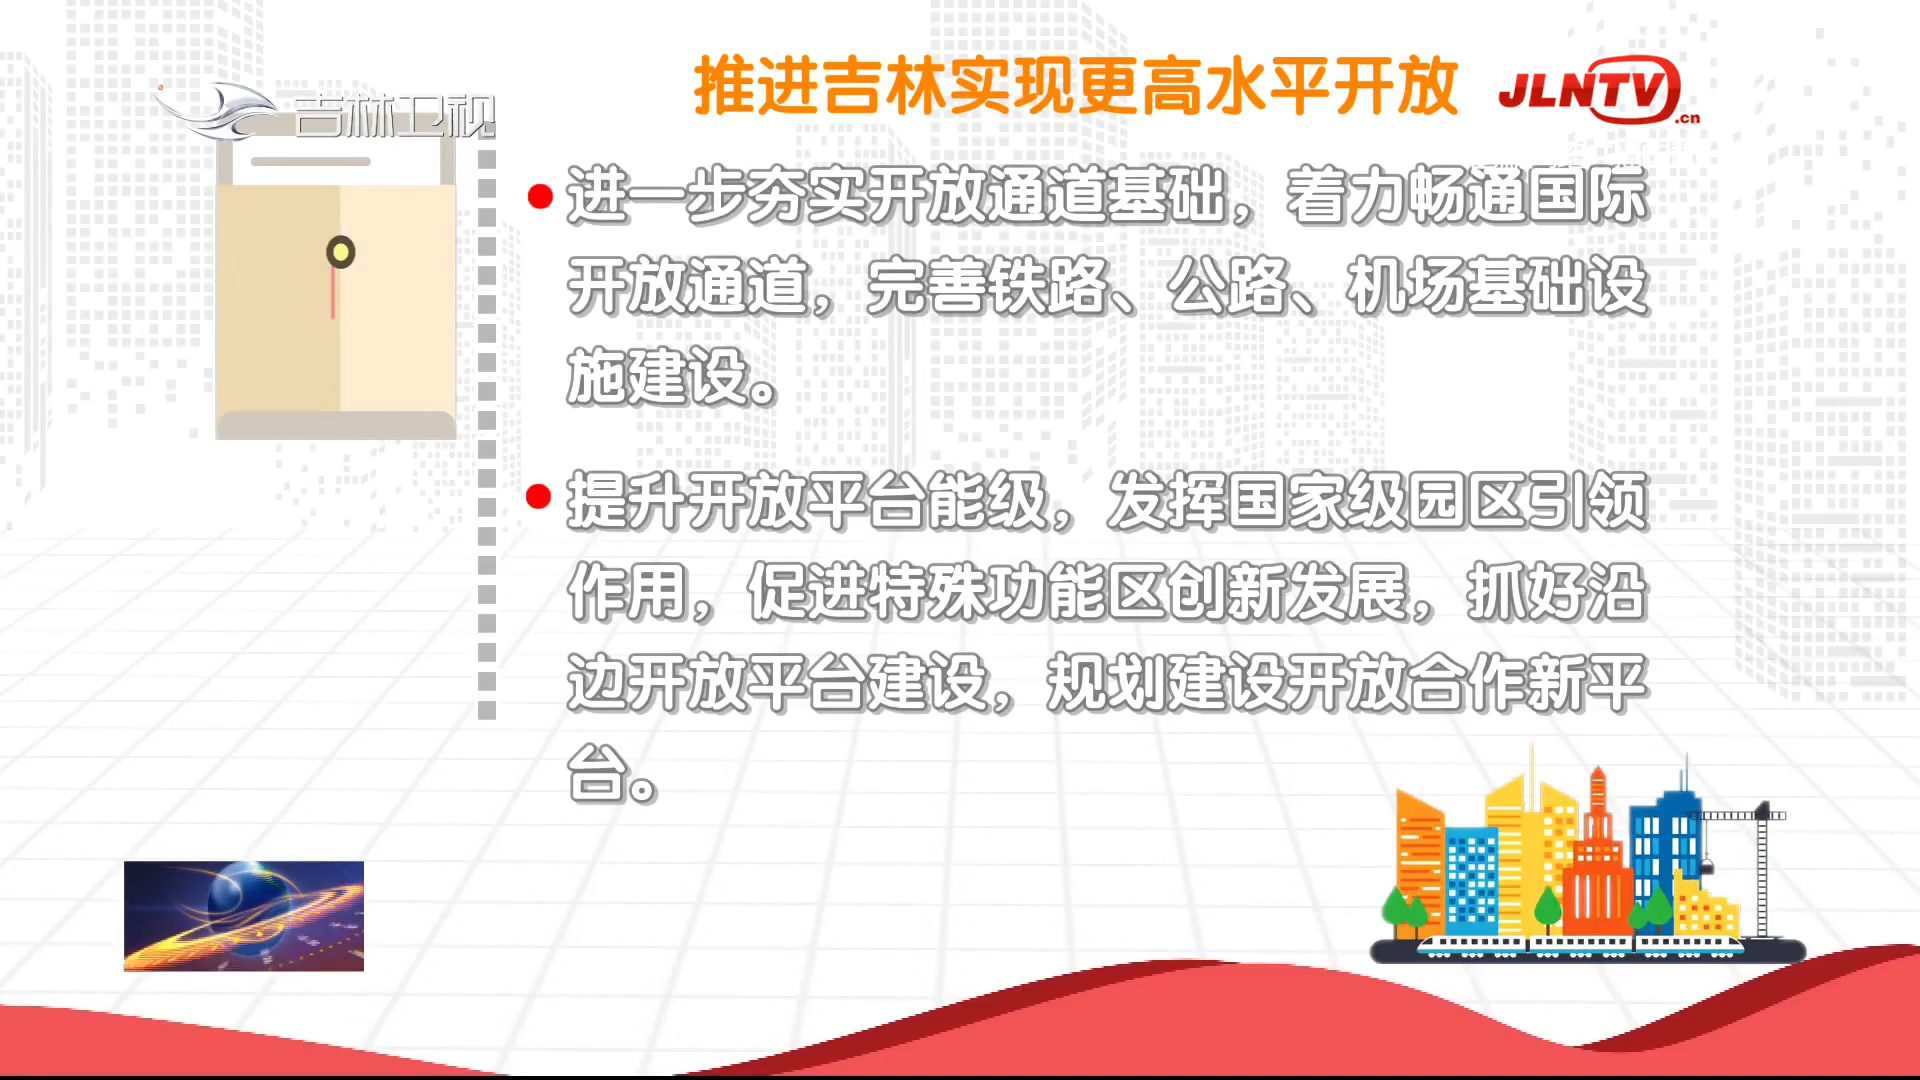 推进吉林实现更高水平开放
吉林卫视
JLNTV
.cn
进一步夯实开放通道基础，着力畅通国际
开放通道，完善铁路、公路、机场基础设
施建设。
提升开放平台能级，发挥国家级园区引领
作用，促进特殊功能区创新发展，抓好沿
边开放平台建设，规划建设开放合作新平
台。